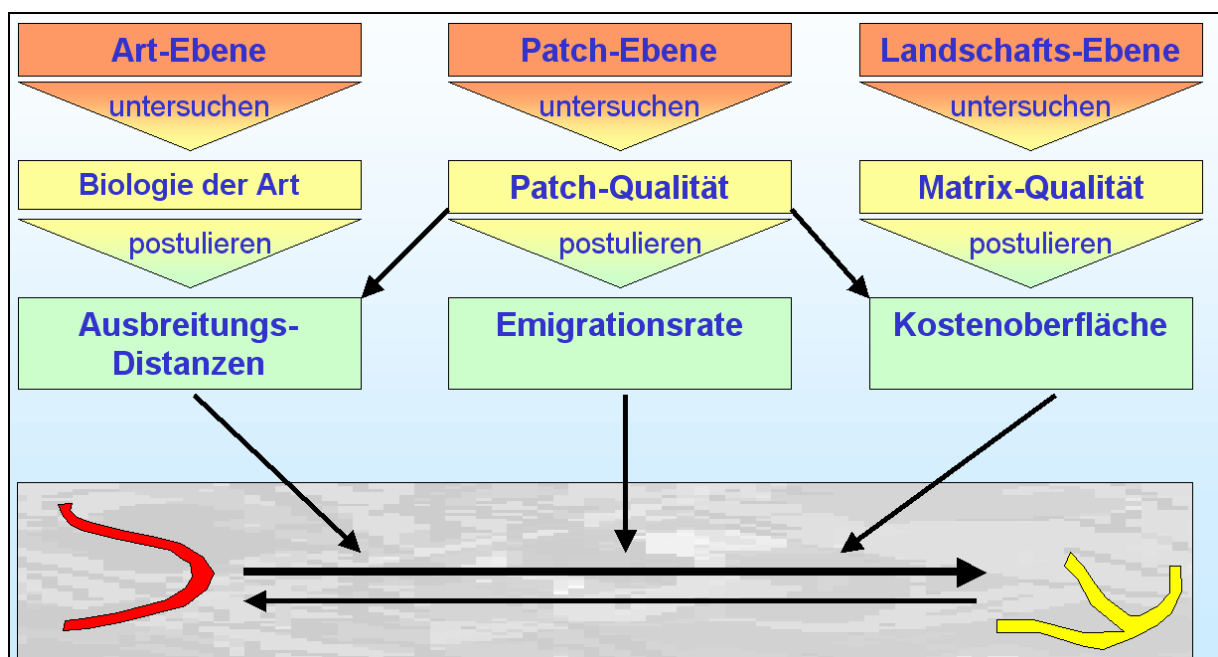 Art-Ebene
Patch-Ebene
Landschafts-Ebene
untersuchen
untersuchen
untersuchen
Biologie der Art
Patch-Qualität
Matrix-Qualität
postulieren
postulieren
postulieren
Ausbreitungs-
Distanzen
Emigrationsrate
Kostenoberfläche